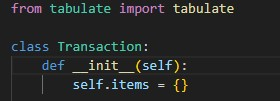 from tabulate import tabulate
class Transaction:
def __init__(self):
self.items = {}